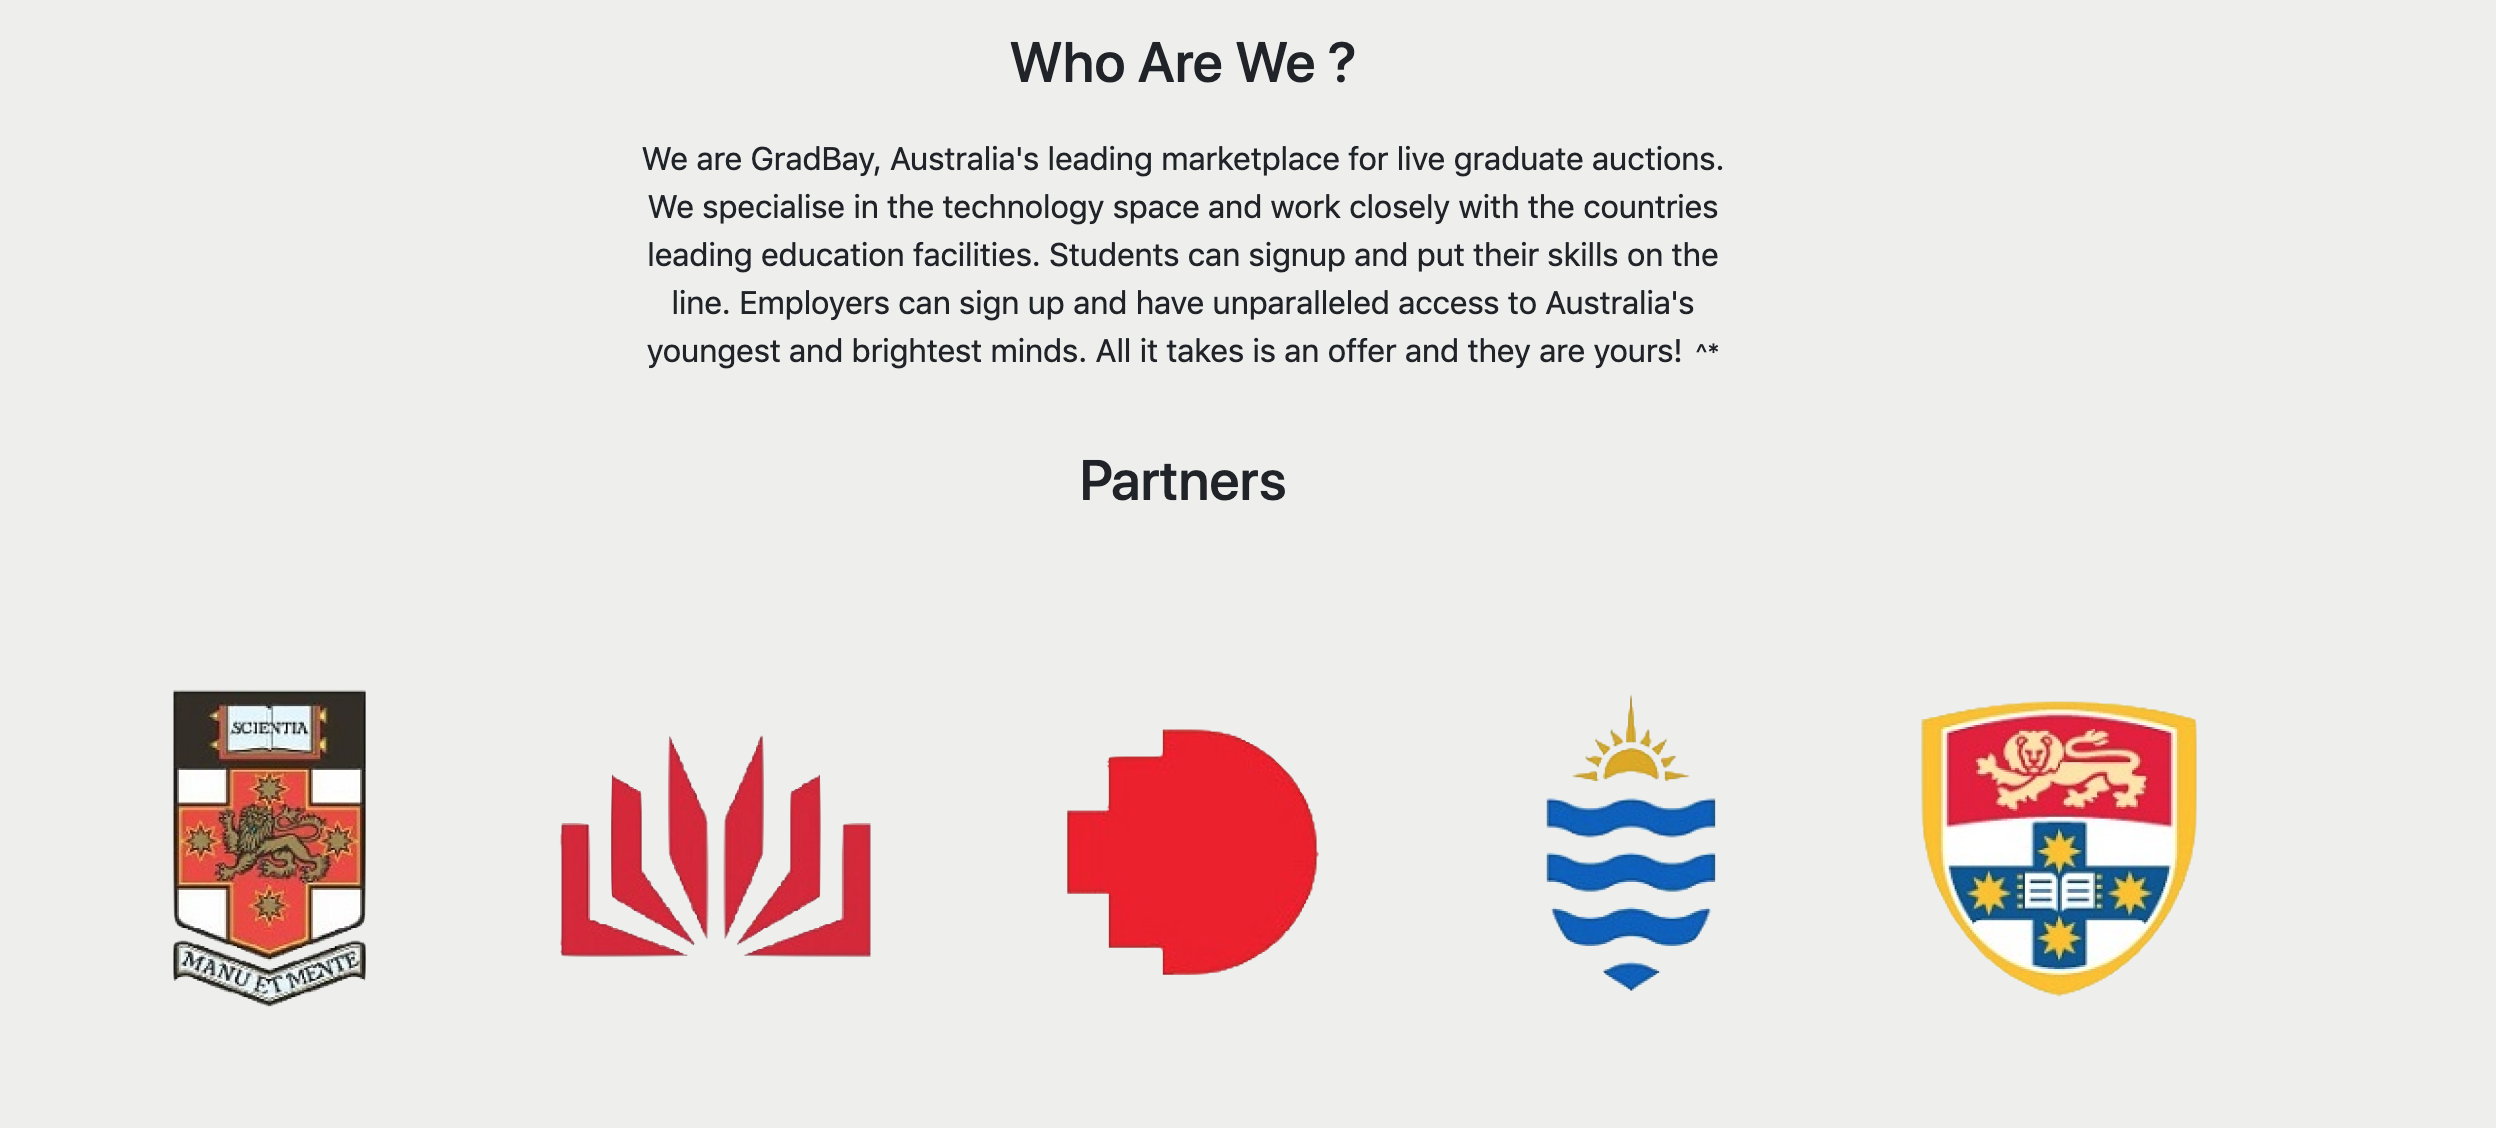 Who Are We ?
We are GradBay, Australia's leading marketplace for live graduate auctions.
We specialise in the technology space and work closely with the countries
leading education facilities. Students can signup and put their skills on the
line. Employers can sign up and have unparalleled access to Australia's
youngest and brightest minds. All it takes is an offer and they are yours! ^*
Partners
SCIENTIA
MANU ET MENTE